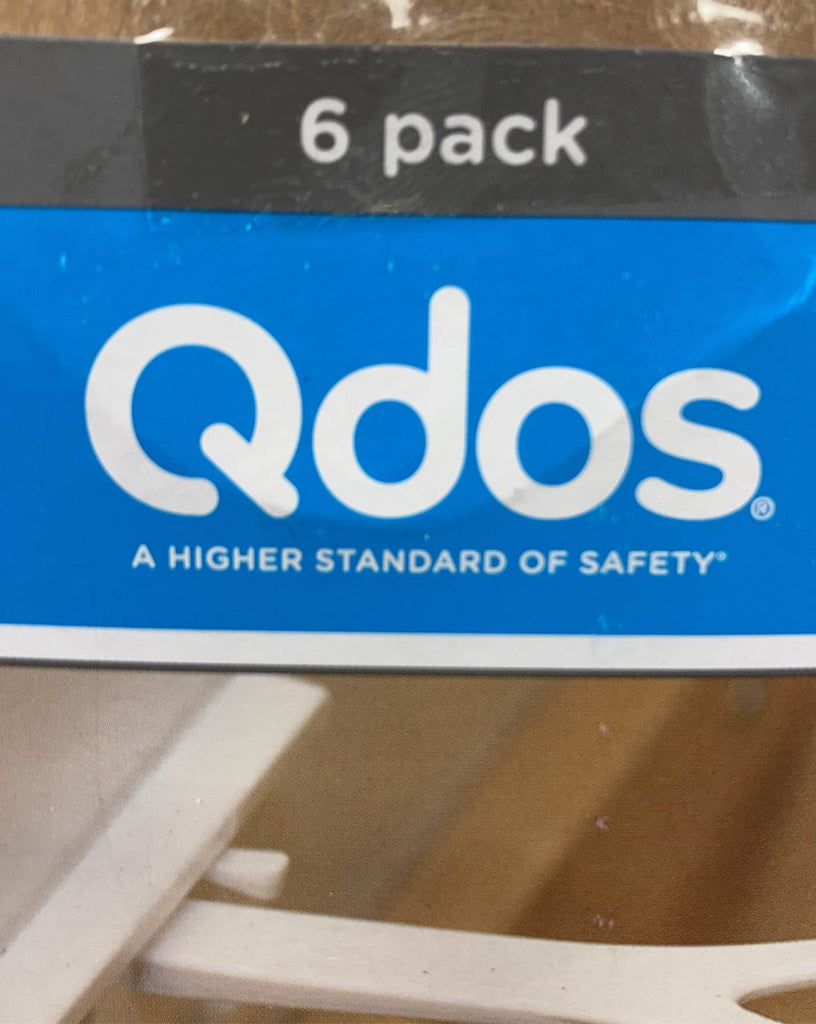 6 pack
Qdos®
A HIGHER STANDARD OF SAFETY®